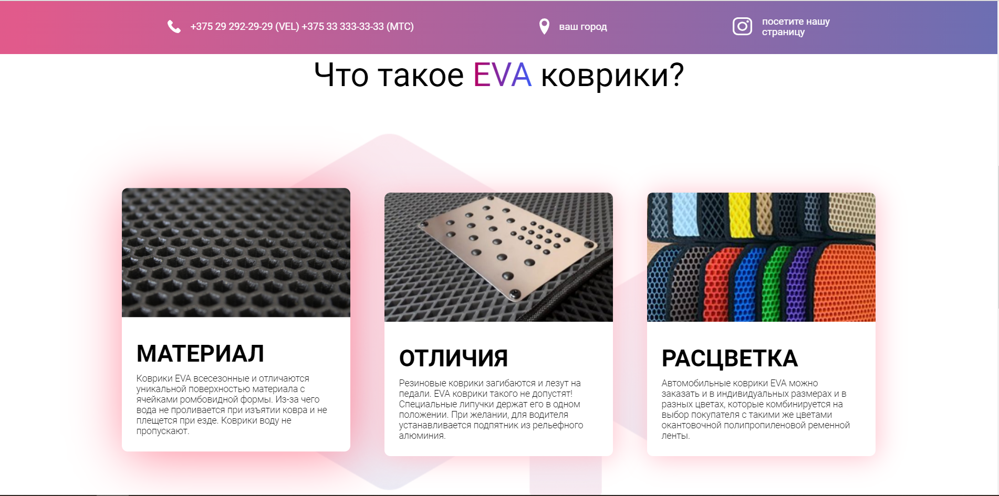 +375 29 292-29-29 (VEL) +375 33 333-33-33 (МТС)
ваш город
посетите нашу
страницу
Что такое EVA коврики?
МАТЕРИАЛ
Коврики EVA всесезонные и отличаются
уникальной поверхностью материала с
ячейками ромбовидной формы. Из-за чего
вода не проливается при изъятии ковра и не
плещется при езде. Коврики воду не
пропускают.
ОТЛИЧИЯ
Резиновые коврики загибаются и лезут на
педали. EVA коврики такого не допустят!
Специальные липучки держат его в одном
положении. При желании, для водителя
устанавливается подпятник из рельефного
алюминия.
РАСЦВЕТКА
Автомобильные коврики EVA можно
заказать и в индивидуальных размерах и в
разных цветах, которые комбинируется на
выбор покупателя с такими же цветами
окантовочной полипропиленовой ременной
ленты.